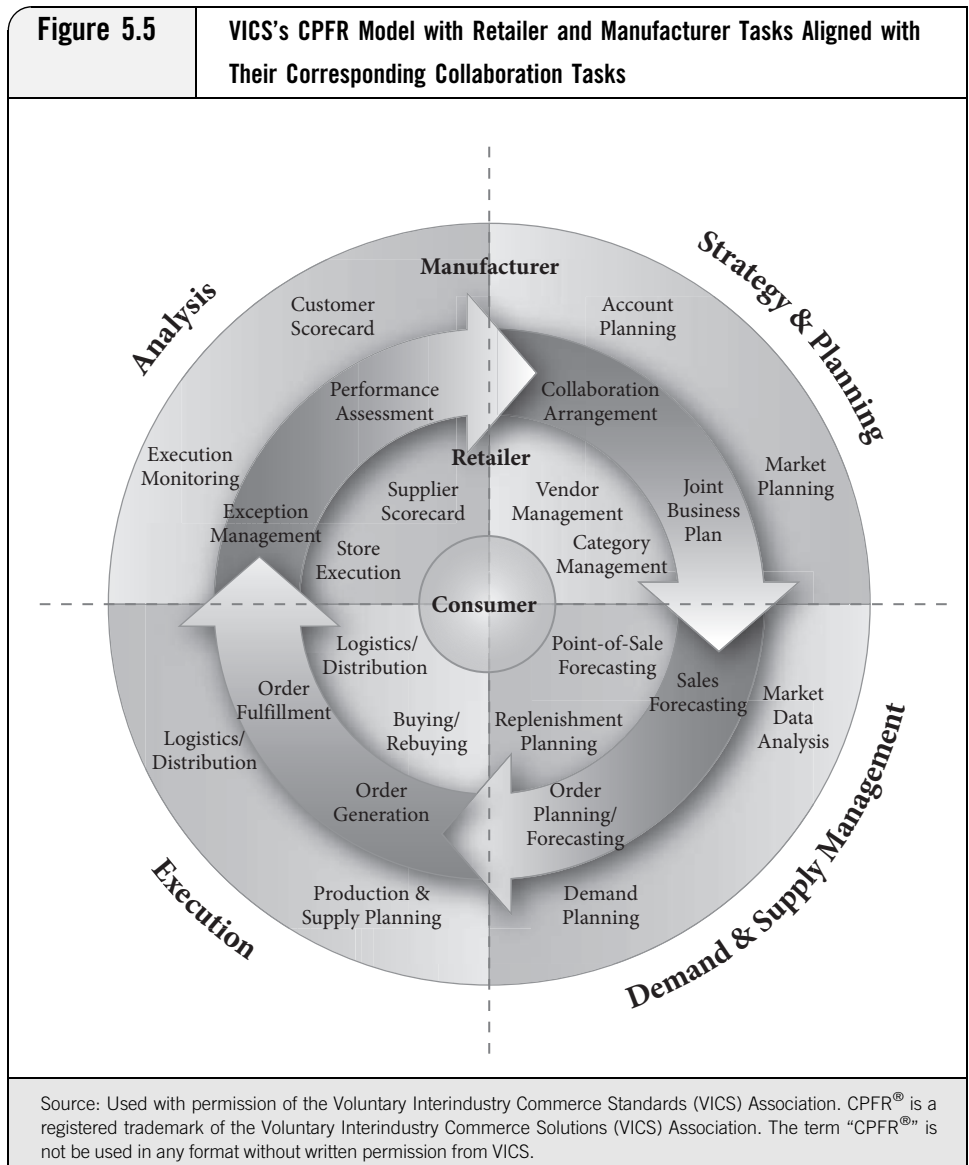 Figure 5.5
VICS's CPFR Model with Retailer and Manufacturer Tasks Aligned with
Their Corresponding Collaboration Tasks
Analysis
Strategy & Planning
Manufacturer
Customer
Scorecard
Account
Planning
Performance
Assessment
Collaboration
Arrangement
Execution
Monitoring
Retailer
Market
Planning
Exception
Management
Supplier
Scorecard
Vendor
Management
Joint
Business
Plan
Store
Execution
Category
Management
Consumer
Logistics/
Distribution
Point-of-Sale
Forecasting
Order
Fulfillment
Sales
Forecasting
Market
Data
Analysis
Logistics/
Distribution
Buying/
Rebuying
Replenishment
Planning
Order
Generation
Order
Planning/
Forecasting
Production &
Supply Planning
Demand
Planning
Execution
Demand & Supply Management
Source: Used with permission of the Voluntary Interindustry Commerce Standards (VICS) Association. CPFR® is a
registered trademark of the Voluntary Interindustry Commerce Solutions (VICS) Association. The term “CPFR®” is
not be used in any format without written permission from VICS.